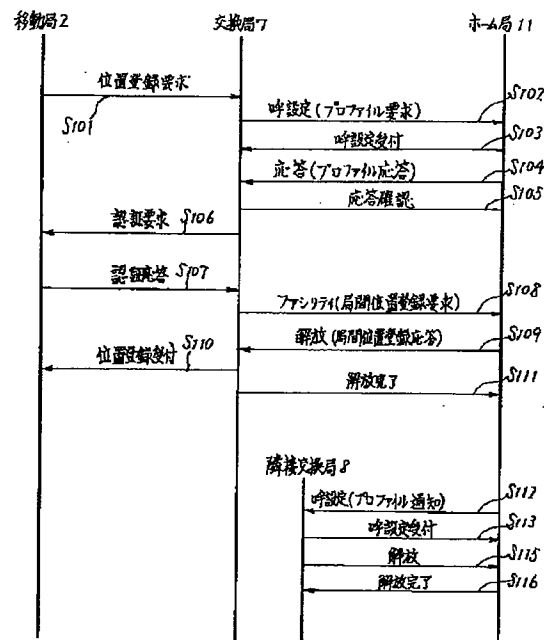 移動局2
交換局7
ホーム局11
位置登録要求
S101
呼設定(プロファイル要求)
S102
呼設定受付
S103
応答(プロファイル応答)
S104
応答確認
S105
認証要求
S106
認証応答
S107
ファシリティ(局間位置登録要求)
S108
解放(局間位置登録応答)
S109
位置登録受付
S110
解放完了
S111
隣接交換局8
呼設定(プロファイル通知)
S112
呼設定受付
S113
解放
S115
解放完了
S116